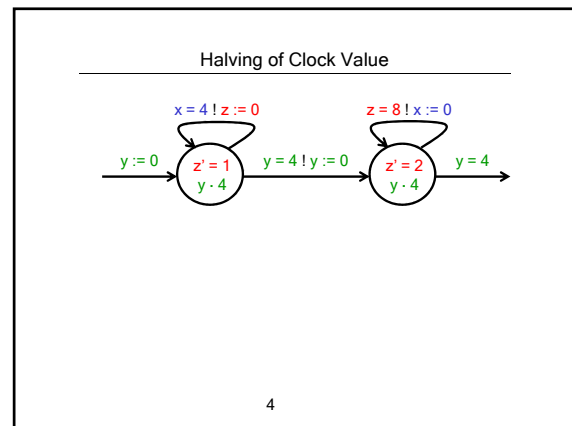 Halving of Clock Value
x = 4 ! z := 0
z = 8 ! x := 0
y := 0
z' = 1
y · 4
y = 4 ! y := 0
z' = 2
y · 4
y = 4
4